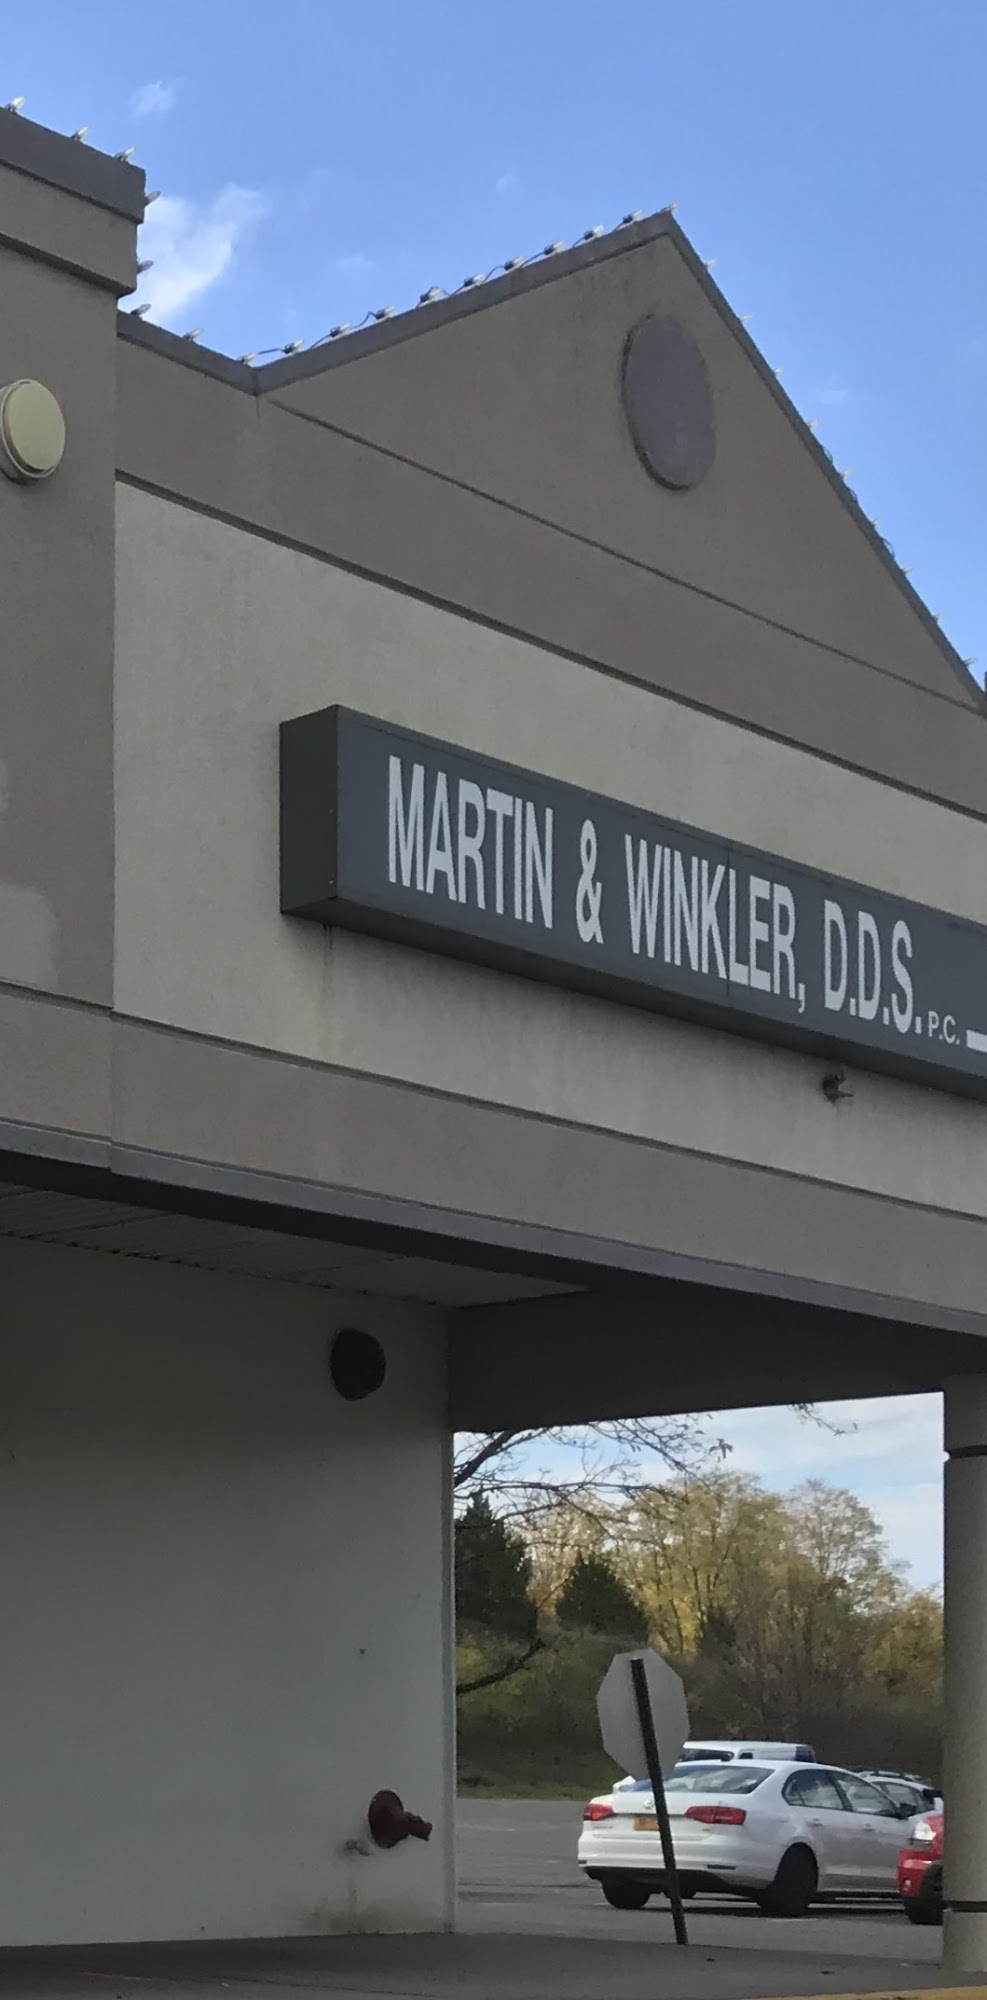 MARTIN & WINKLER, D.D.S. P.C.